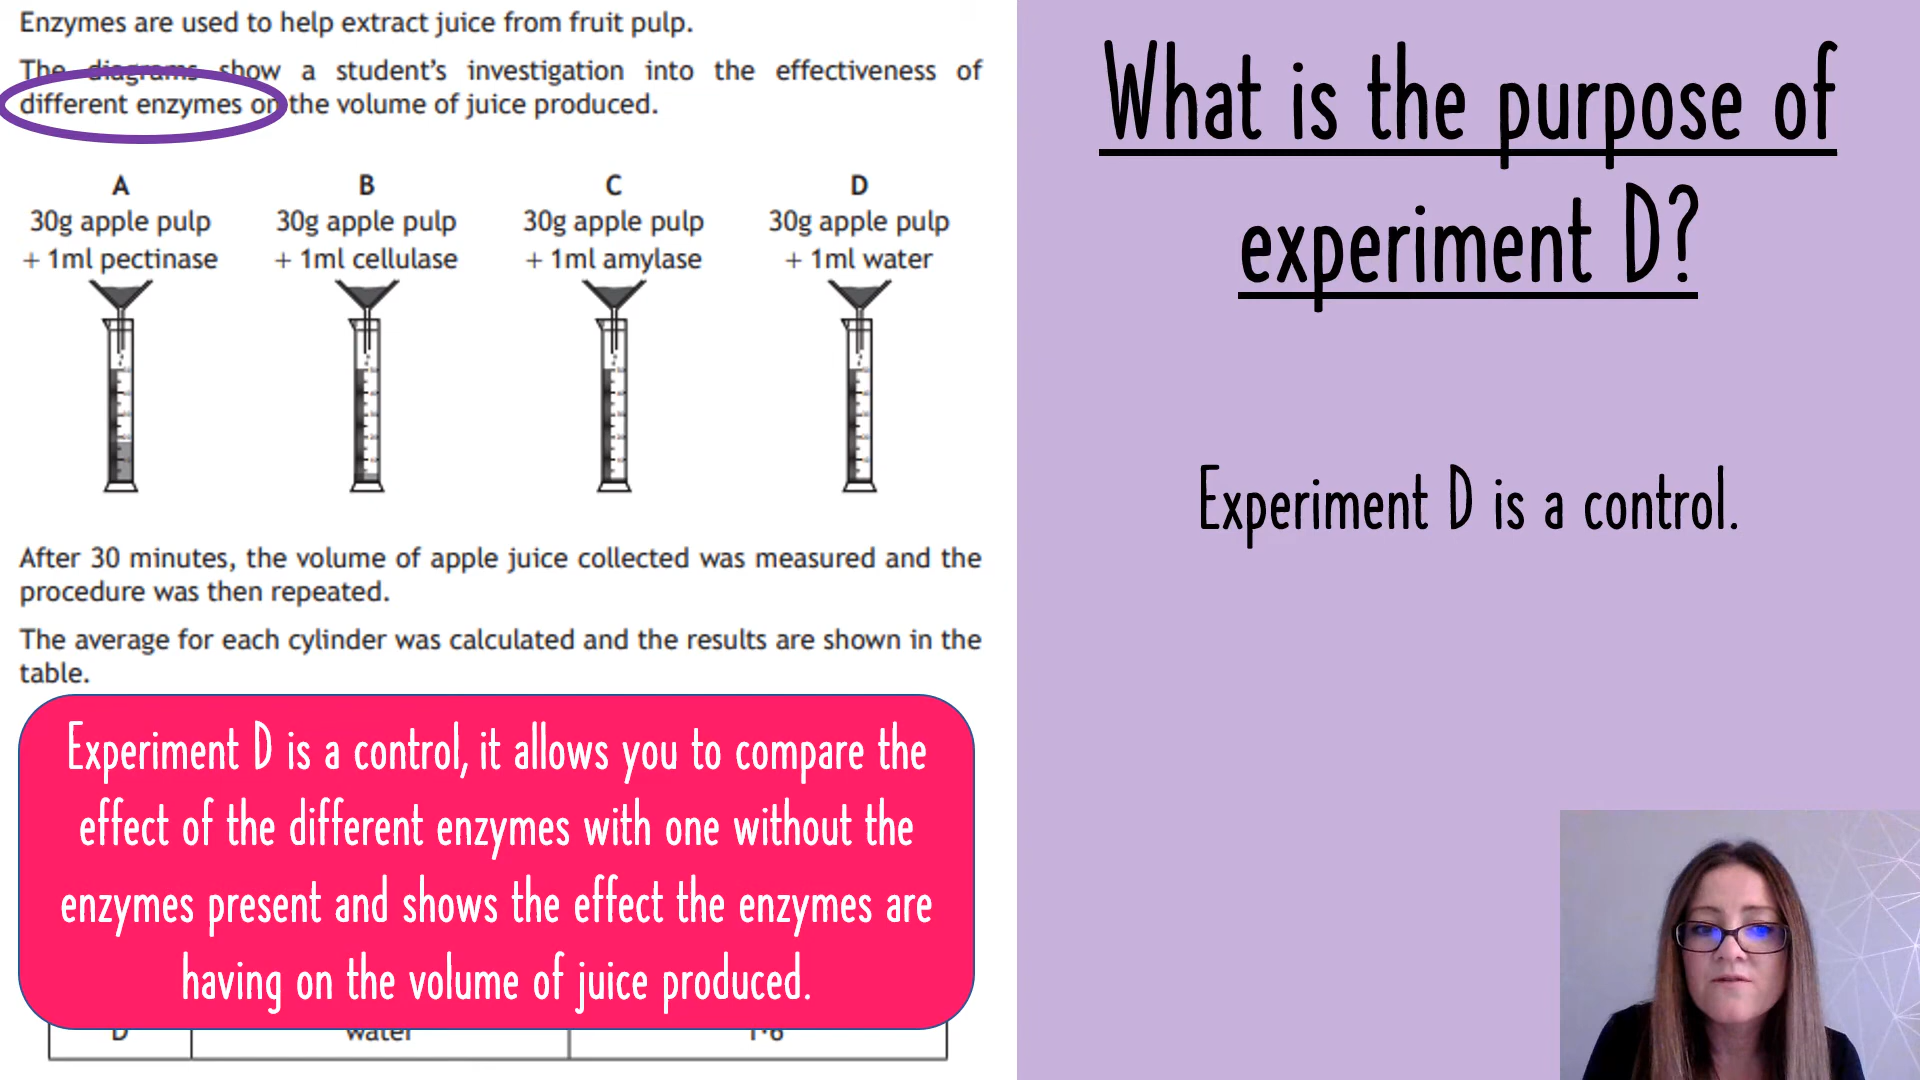 Enzymes are used to help extract juice from fruit pulp.
The diagrams show a student's investigation into the effectiveness of
different enzymes on the volume of juice produced.
A
30g apple pulp
+ 1ml pectinase
B
30g apple pulp
+ 1ml cellulase
C
30g apple pulp
+ 1ml amylase
D
30g apple pulp
+ 1ml water
After 30 minutes, the volume of apple juice collected was measured and the
procedure was then repeated.
The average for each cylinder was calculated and the results are shown in the
table.
Experiment D is a control, it allows you to compare the
effect of the different enzymes with one without the
enzymes present and shows the effect the enzymes are
having on the volume of juice produced.
D water
What is the purpose of
experiment D?
Experiment D is a control.